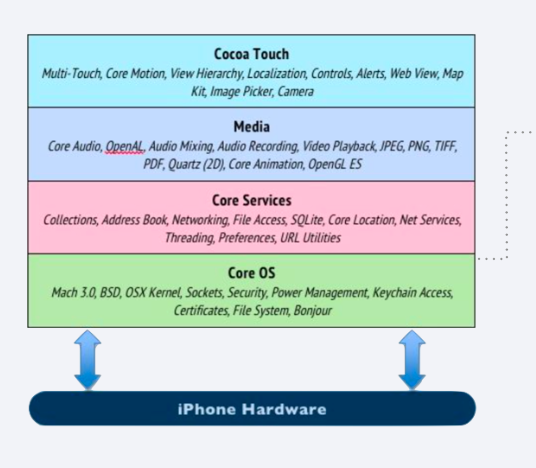 Cocoa Touch
Multi-Touch, Core Motion, View Hierarchy, Localization, Controls, Alerts, Web View, Map
Kit, Image Picker, Camera
Media
Core Audio, OpenAL, Audio Mixing, Audio Recording, Video Playback, JPEG, PNG, TIFF,
PDF, Quartz (2D), Core Animation, OpenGL ES
Core Services
Collections, Address Book, Networking, File Access, SQLite, Core Location, Net Services,
Threading, Preferences, URL Utilities
Core OS
Mach 3.0, BSD, OSX Kernel, Sockets, Security, Power Management, Keychain Access,
Certificates, File System, Bonjour
iPhone Hardware